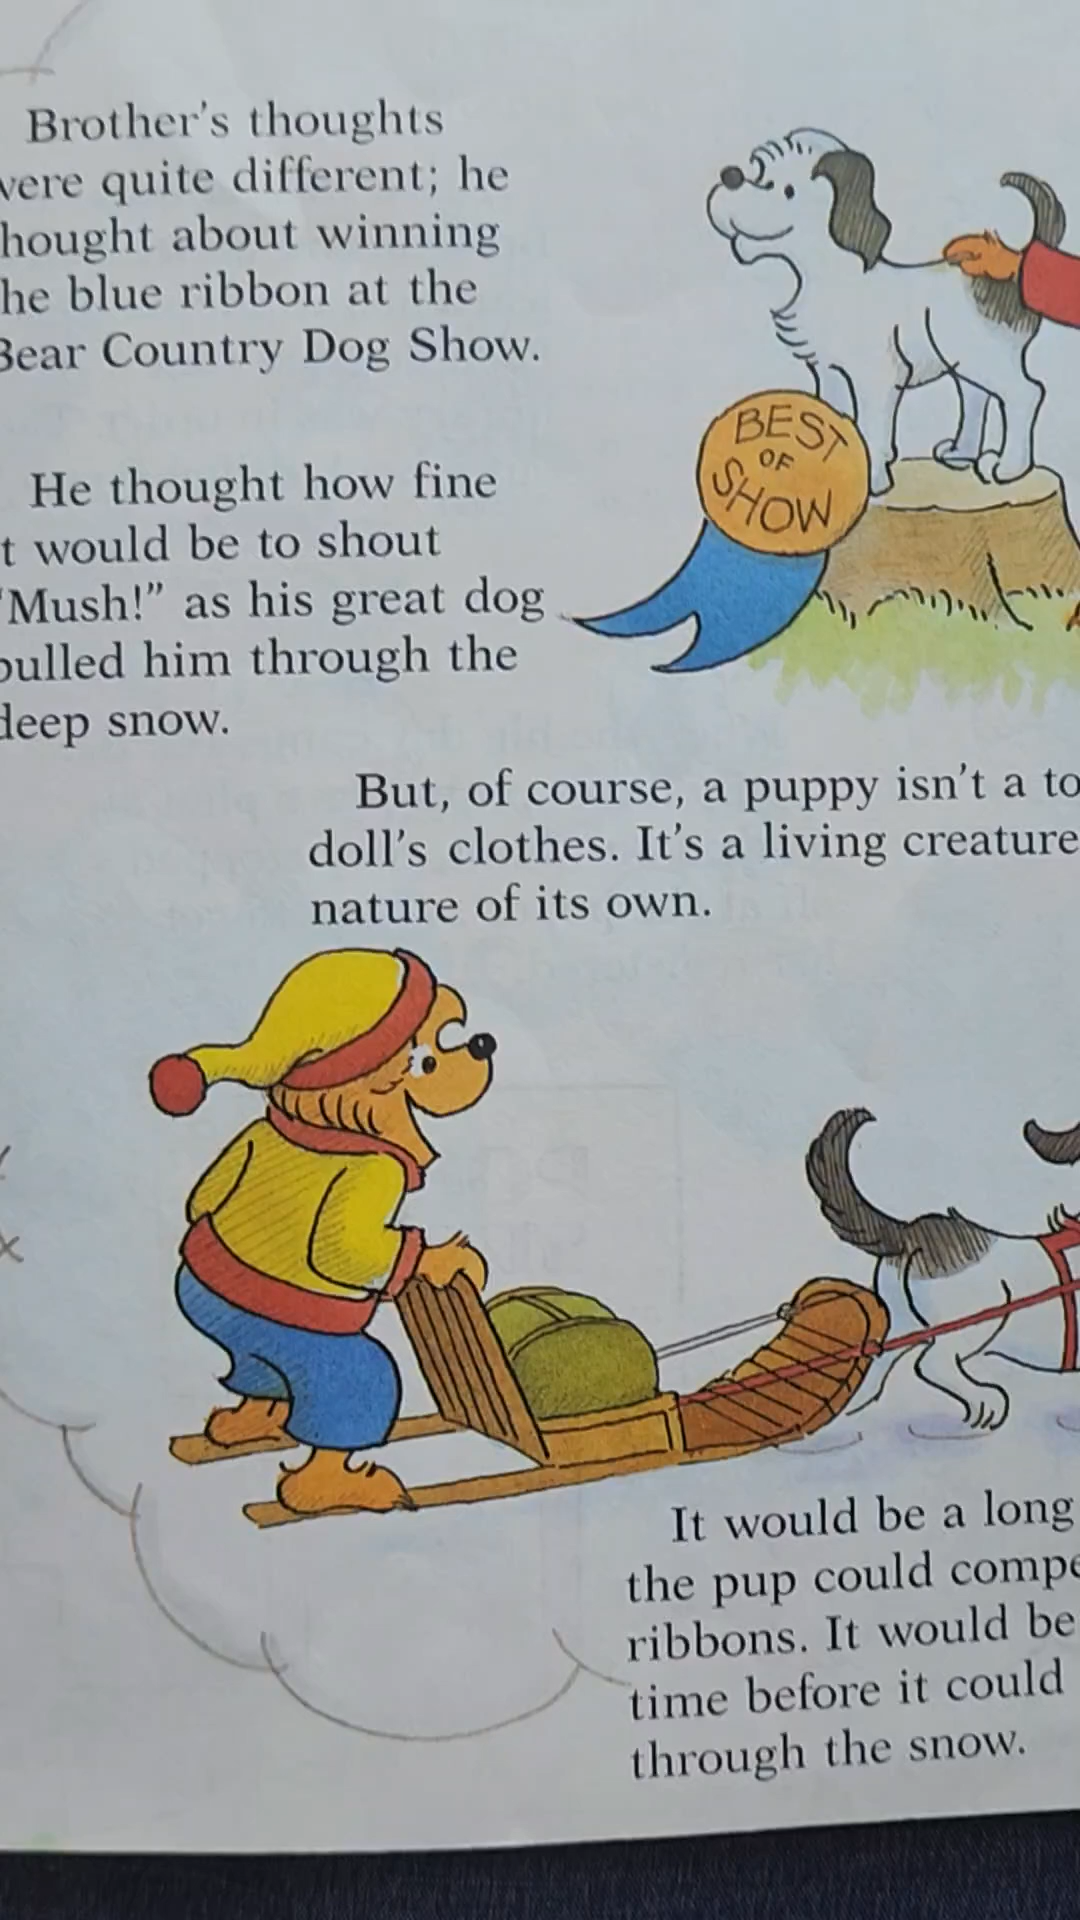 Brother's thoughts
were quite different; he
thought about winning
the blue ribbon at the
Bear Country Dog Show.
BEST
OF
SHOW
He thought how fine
it would be to shout
"Mush!" as his great dog
pulled him through the
deep snow.
But, of course, a puppy isn't a
doll's clothes. It's a living creature
nature of its own.
It would be a long
the pup could
ribbons. It would be
time before it could
through the snow.